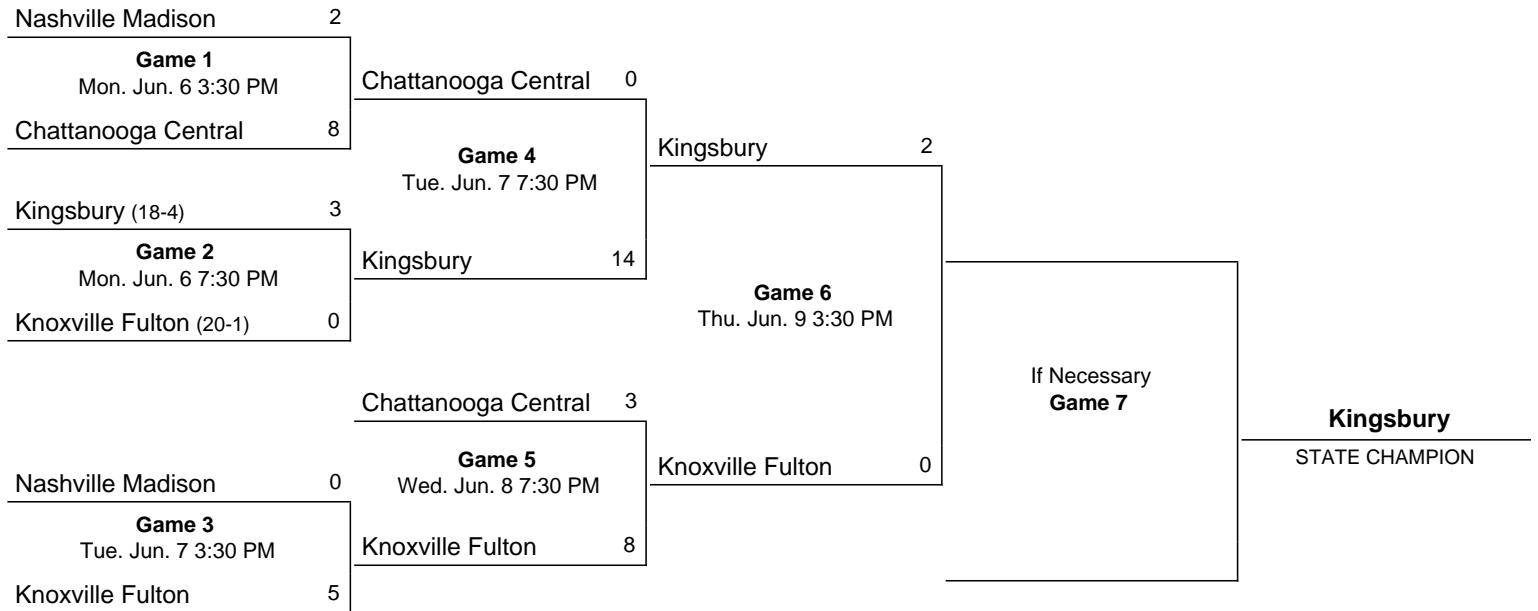 Nashville Madison 2
Game 1
Mon. Jun. 6 3:30 PM
Chattanooga Central 8
Kingsbury (18-4) 3
Game 2
Mon. Jun. 6 7:30 PM
Knoxville Fulton (20-1) 0
Nashville Madison 0
Game 3
Tue. Jun. 7 3:30 PM
Knoxville Fulton 5
Chattanooga Central 0
Game 4
Tue. Jun. 7 7:30 PM
Kingsbury 14
Chattanooga Central 3
Game 5
Wed. Jun. 8 7:30 PM
Knoxville Fulton 8
Kingsbury 2
Game 6
Thu. Jun. 9 3:30 PM
Knoxville Fulton 0
If Necessary
Game 7
Kingsbury
STATE CHAMPION